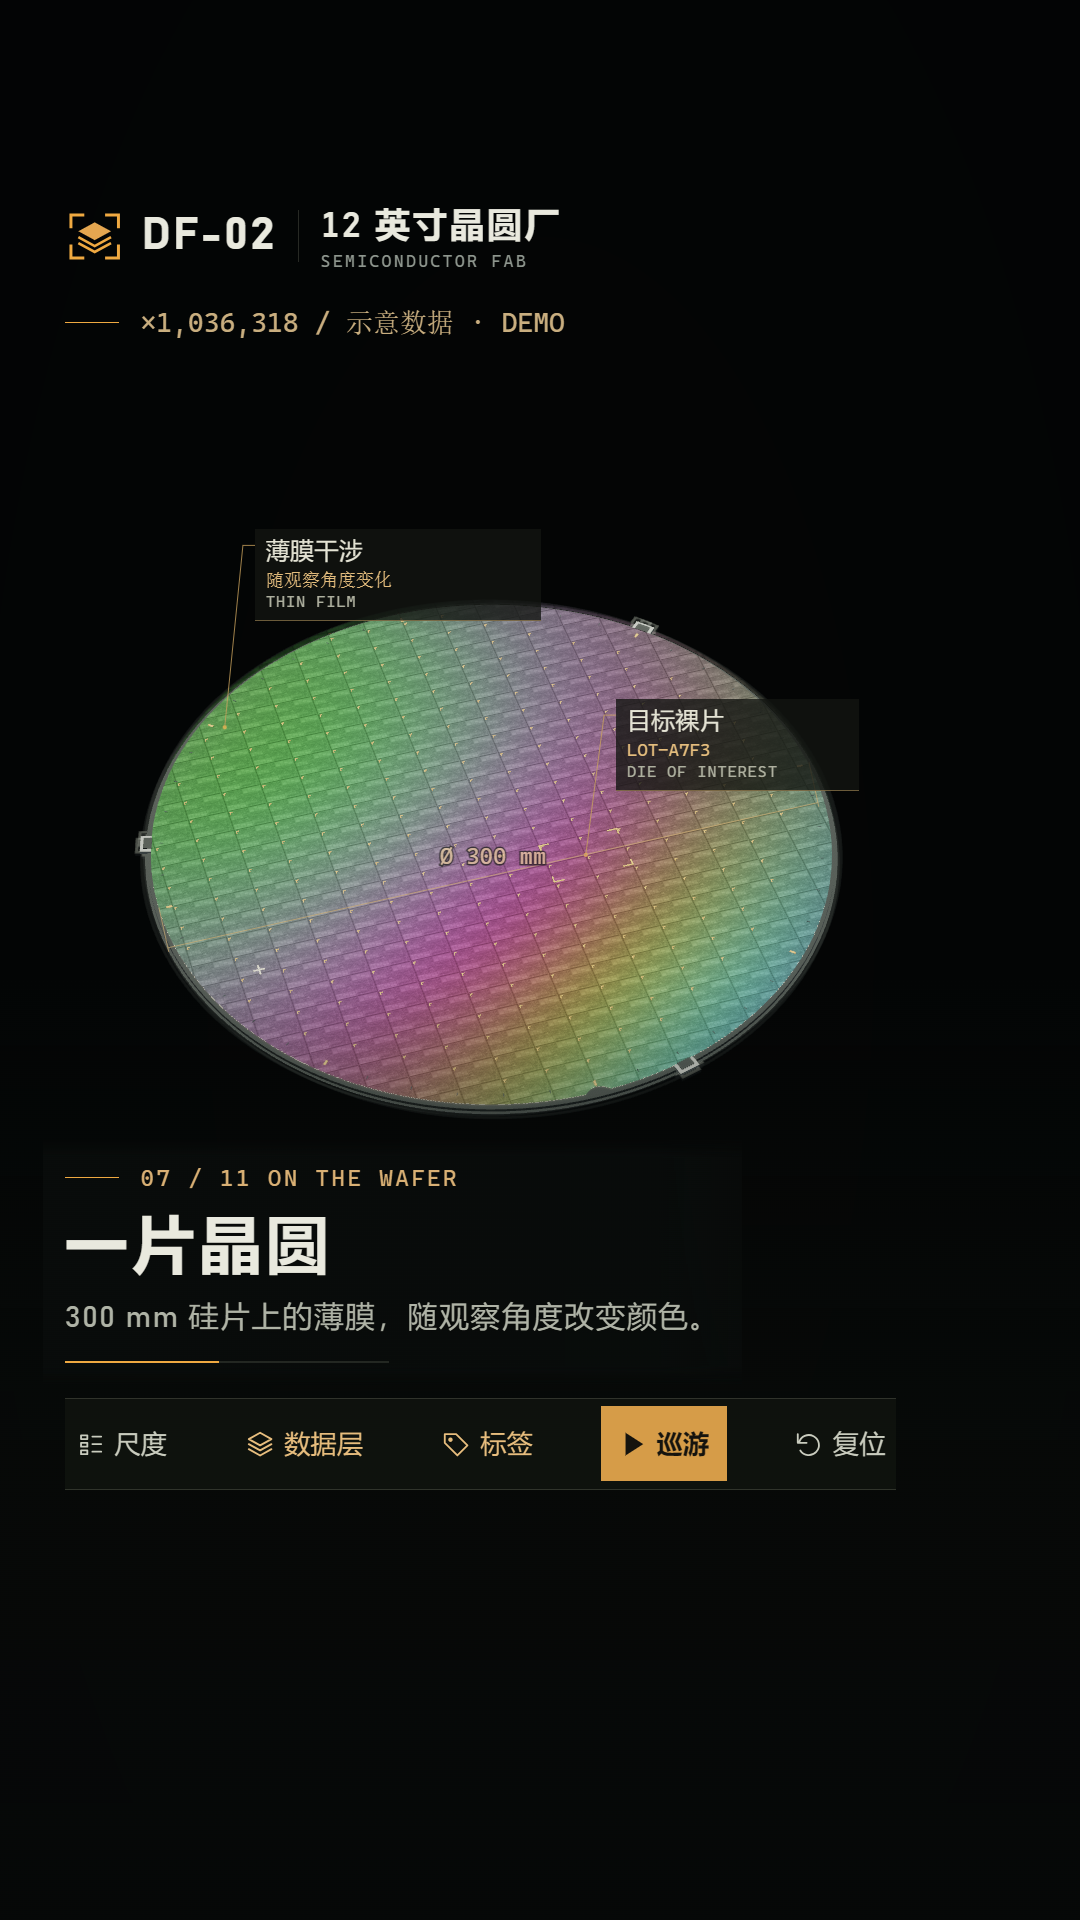 DF-02
12 英寸晶圆厂
SEMICONDUCTOR FAB
×1,036,318 / 示意数据 · DEMO
薄膜干涉
随观察角度变化
THIN FILM
目标裸片
LOT-A7F3
DIE OF INTEREST
Ø 300 mm
07 / 11 ON THE WAFER
一片晶圆
300 mm 硅片上的薄膜，随观察角度改变颜色。
尺度 数据层 标签 巡游 复位